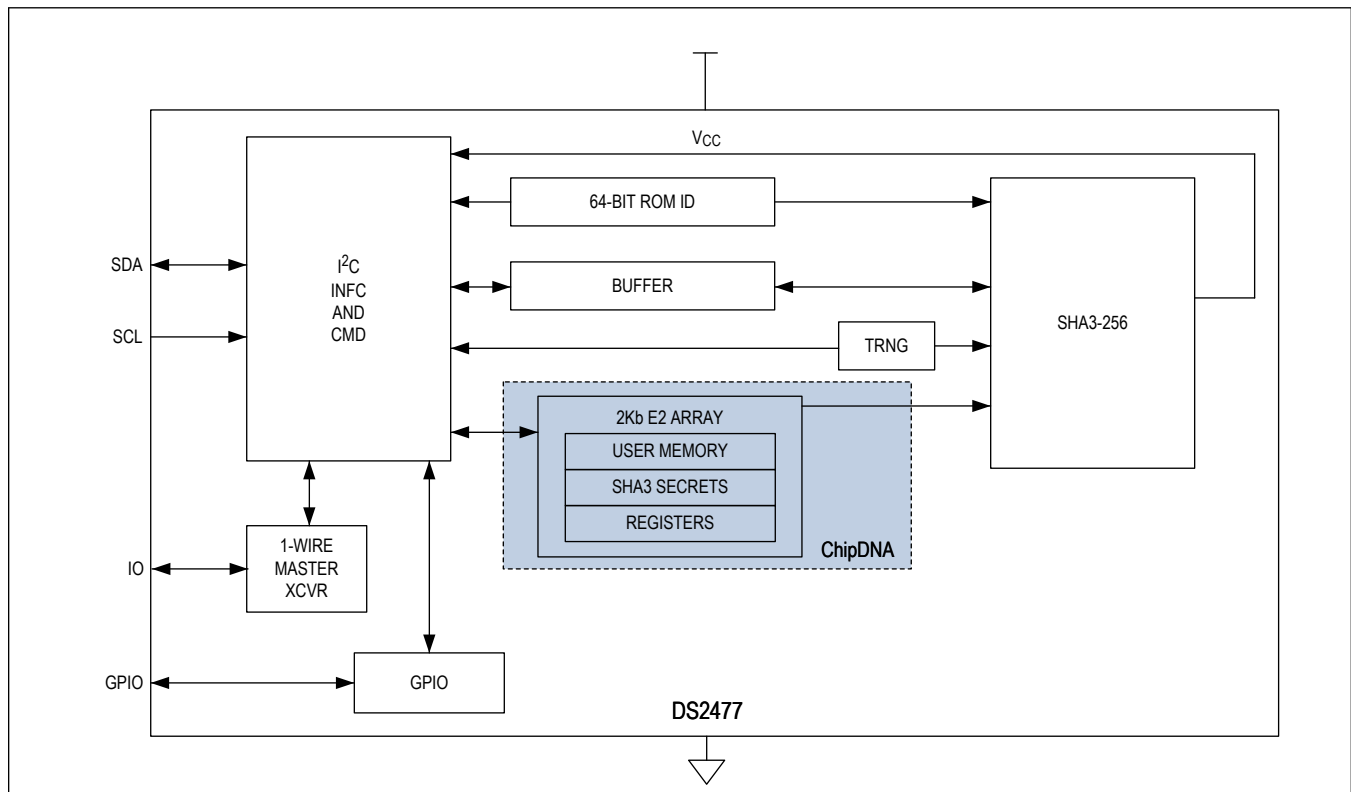 VCC
64-BIT ROM ID
SDA
I²C
INFC
AND
CMD
BUFFER
SHA3-256
SCL
TRNG
2Kb E2 ARRAY
USER MEMORY
SHA3 SECRETS
REGISTERS
ChipDNA
IO
1-WIRE
MASTER
XCVR
GPIO
GPIO
DS2477